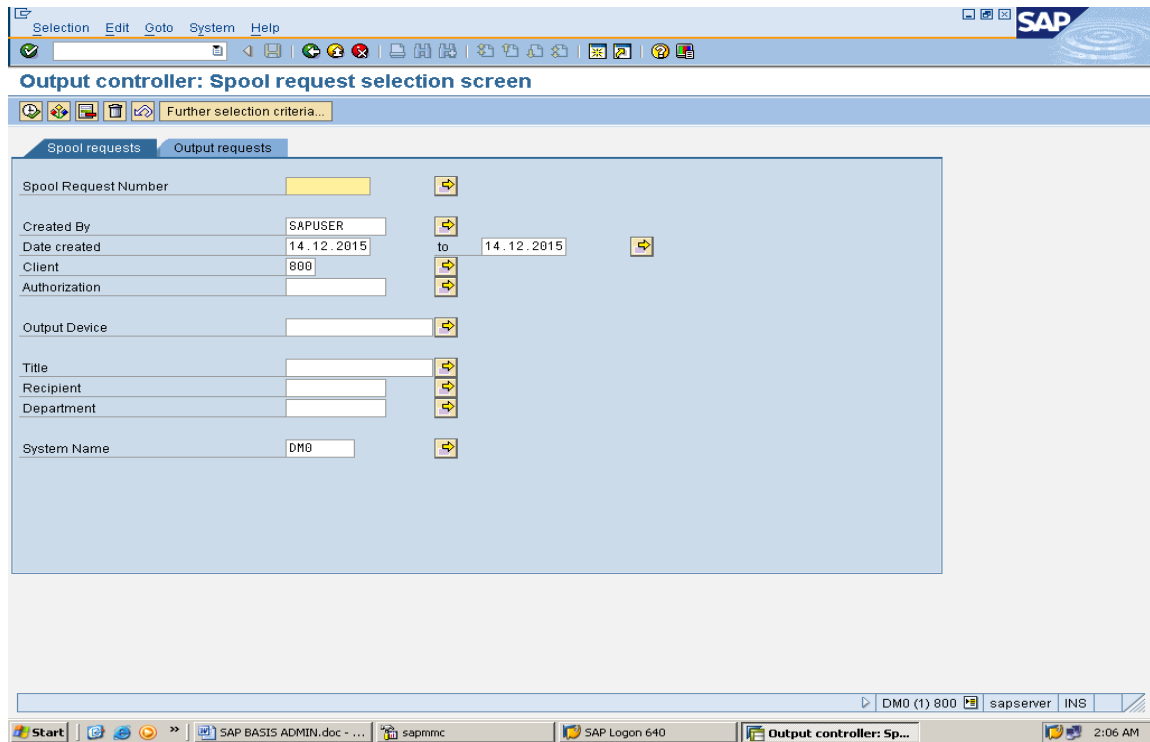 Selection Edit Goto System Help
SAP
Output controller: Spool request selection screen
Further selection criteria...
Spool requests Output requests
Spool Request Number
Created By SAPUSER
Date created 14.12.2015 to 14.12.2015
Client 800
Authorization
Output Device
Title
Recipient
Department
System Name DM0
DM0 (1) 800 sapserver INS
Start » SAP BASIS ADMIN.doc - ... sapmmc SAP Logon 640 Output controller: Sp... 2:06 AM